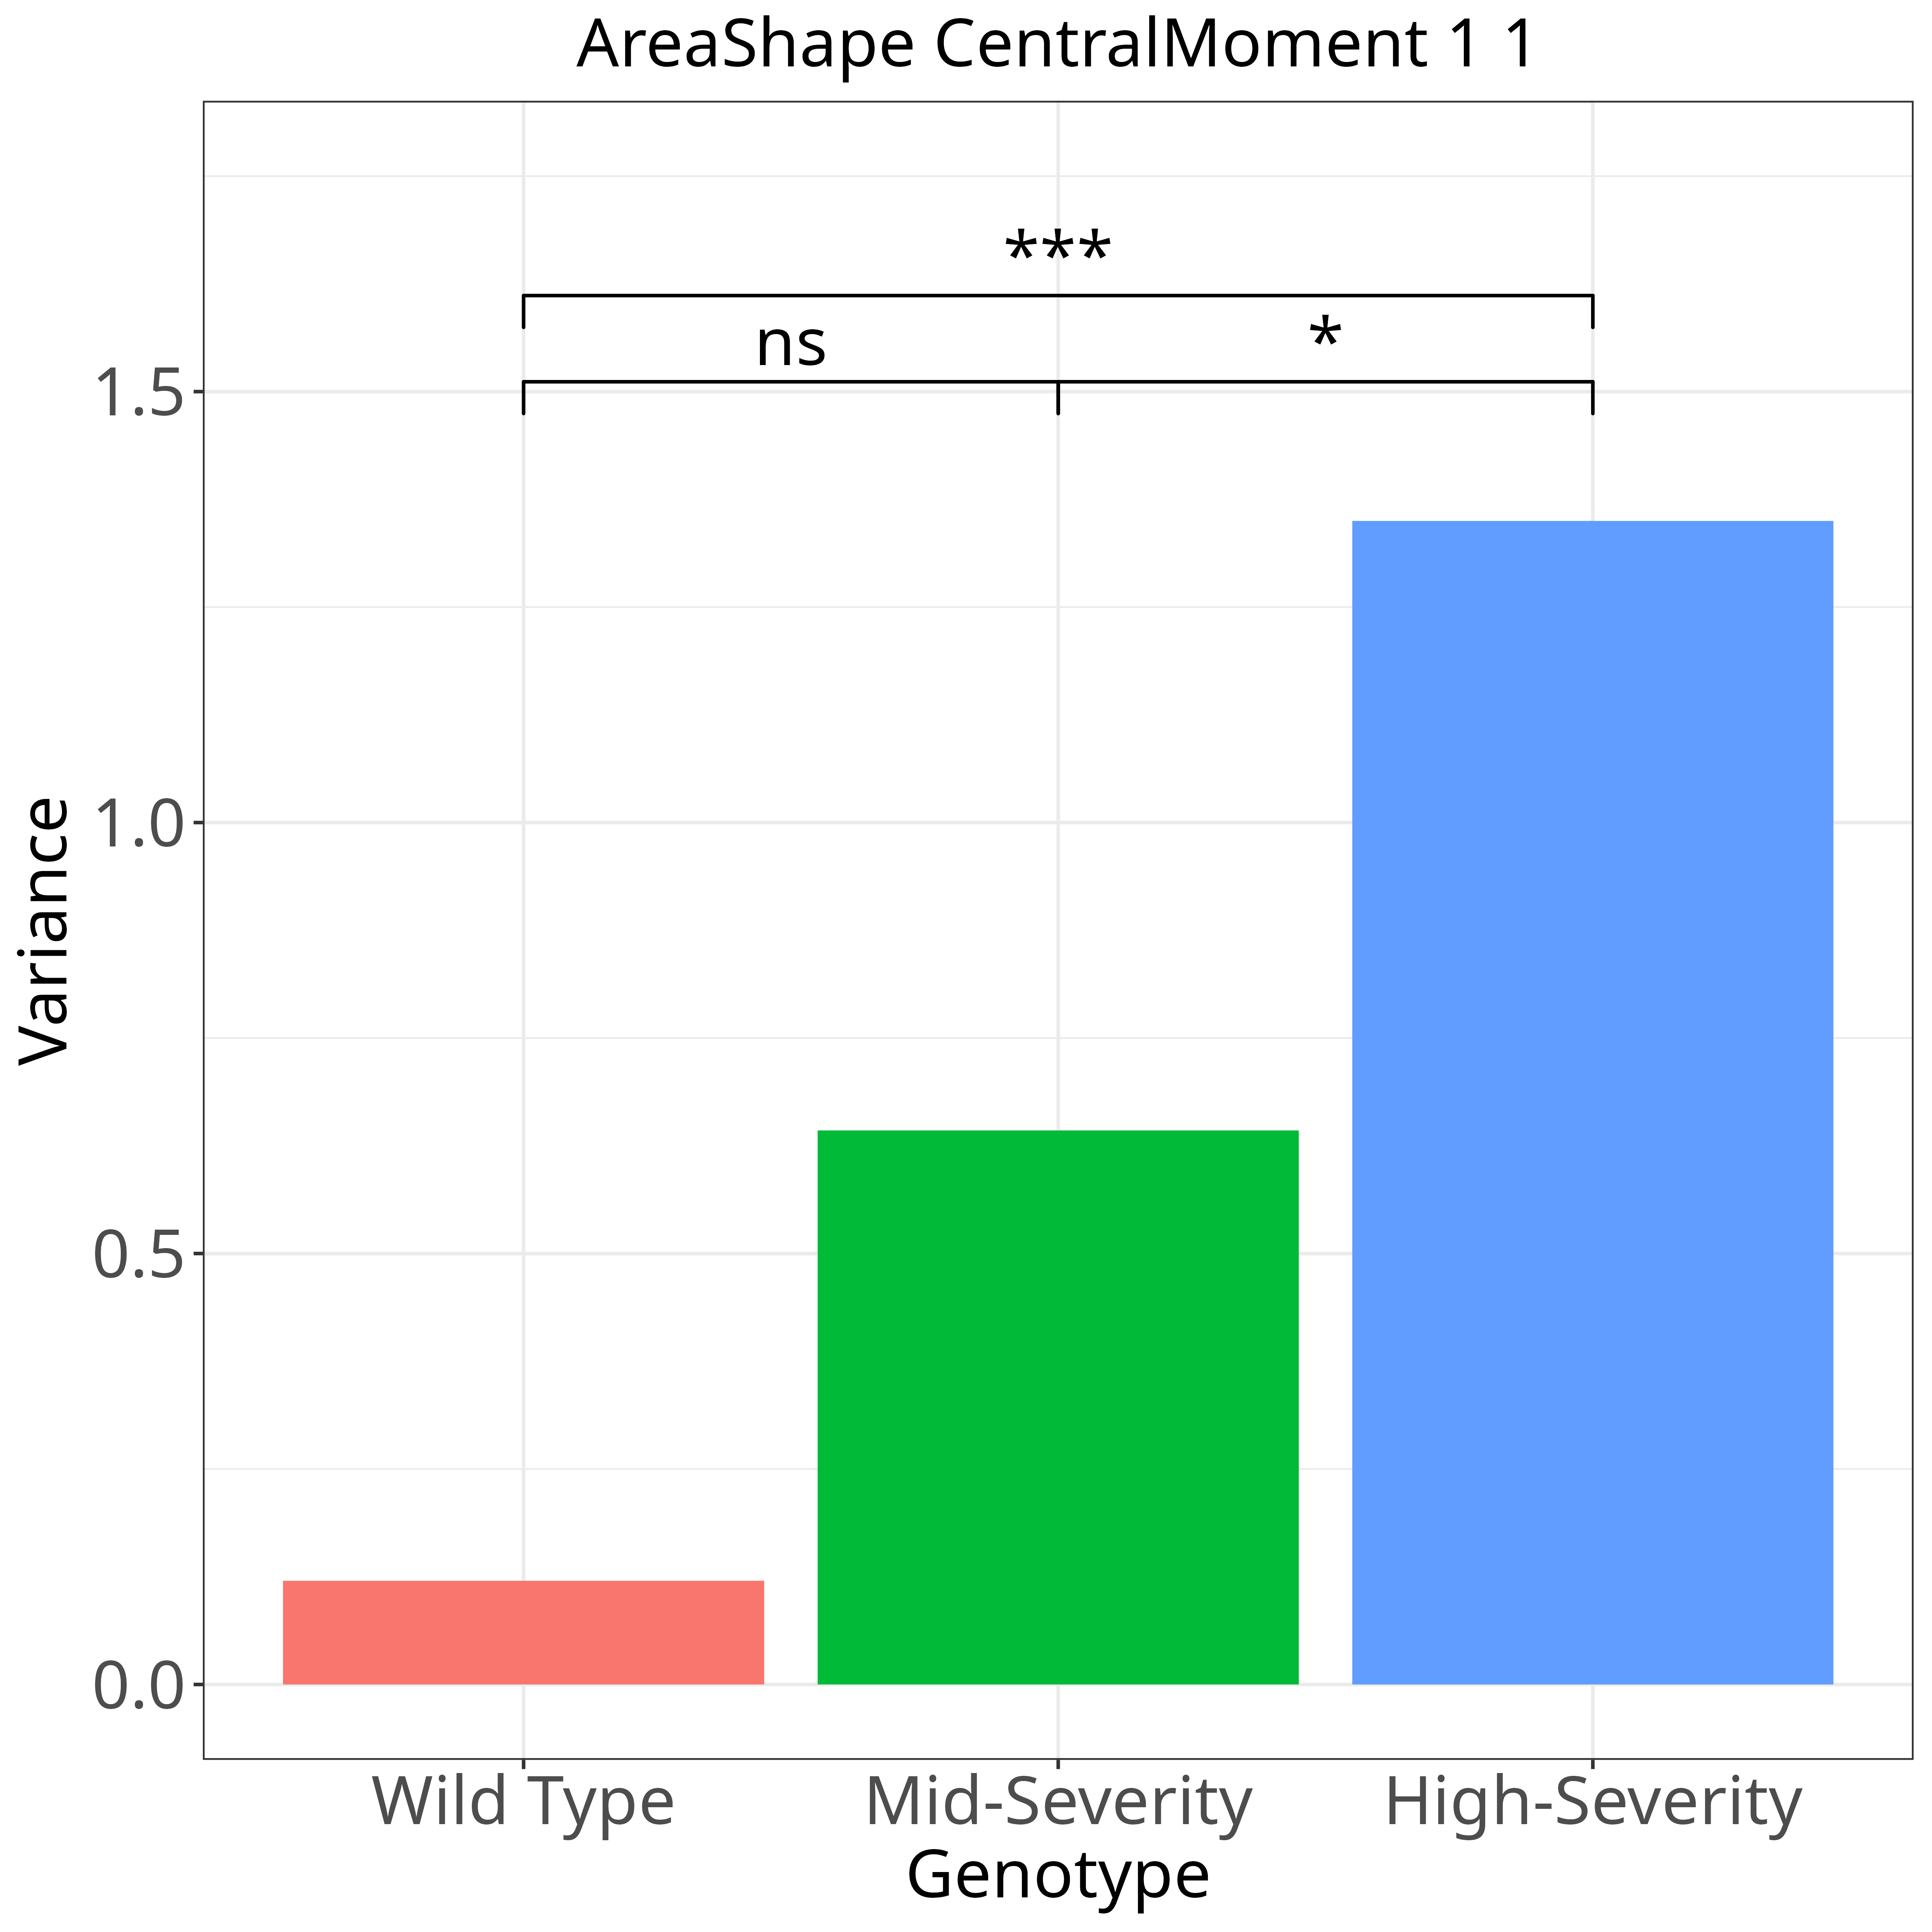 AreaShape CentralMoment 1 1
***
ns
*
1.5
1.0
0.5
0.0
Variance
Wild Type
Mid-Severiy
High-Severity
Genotype